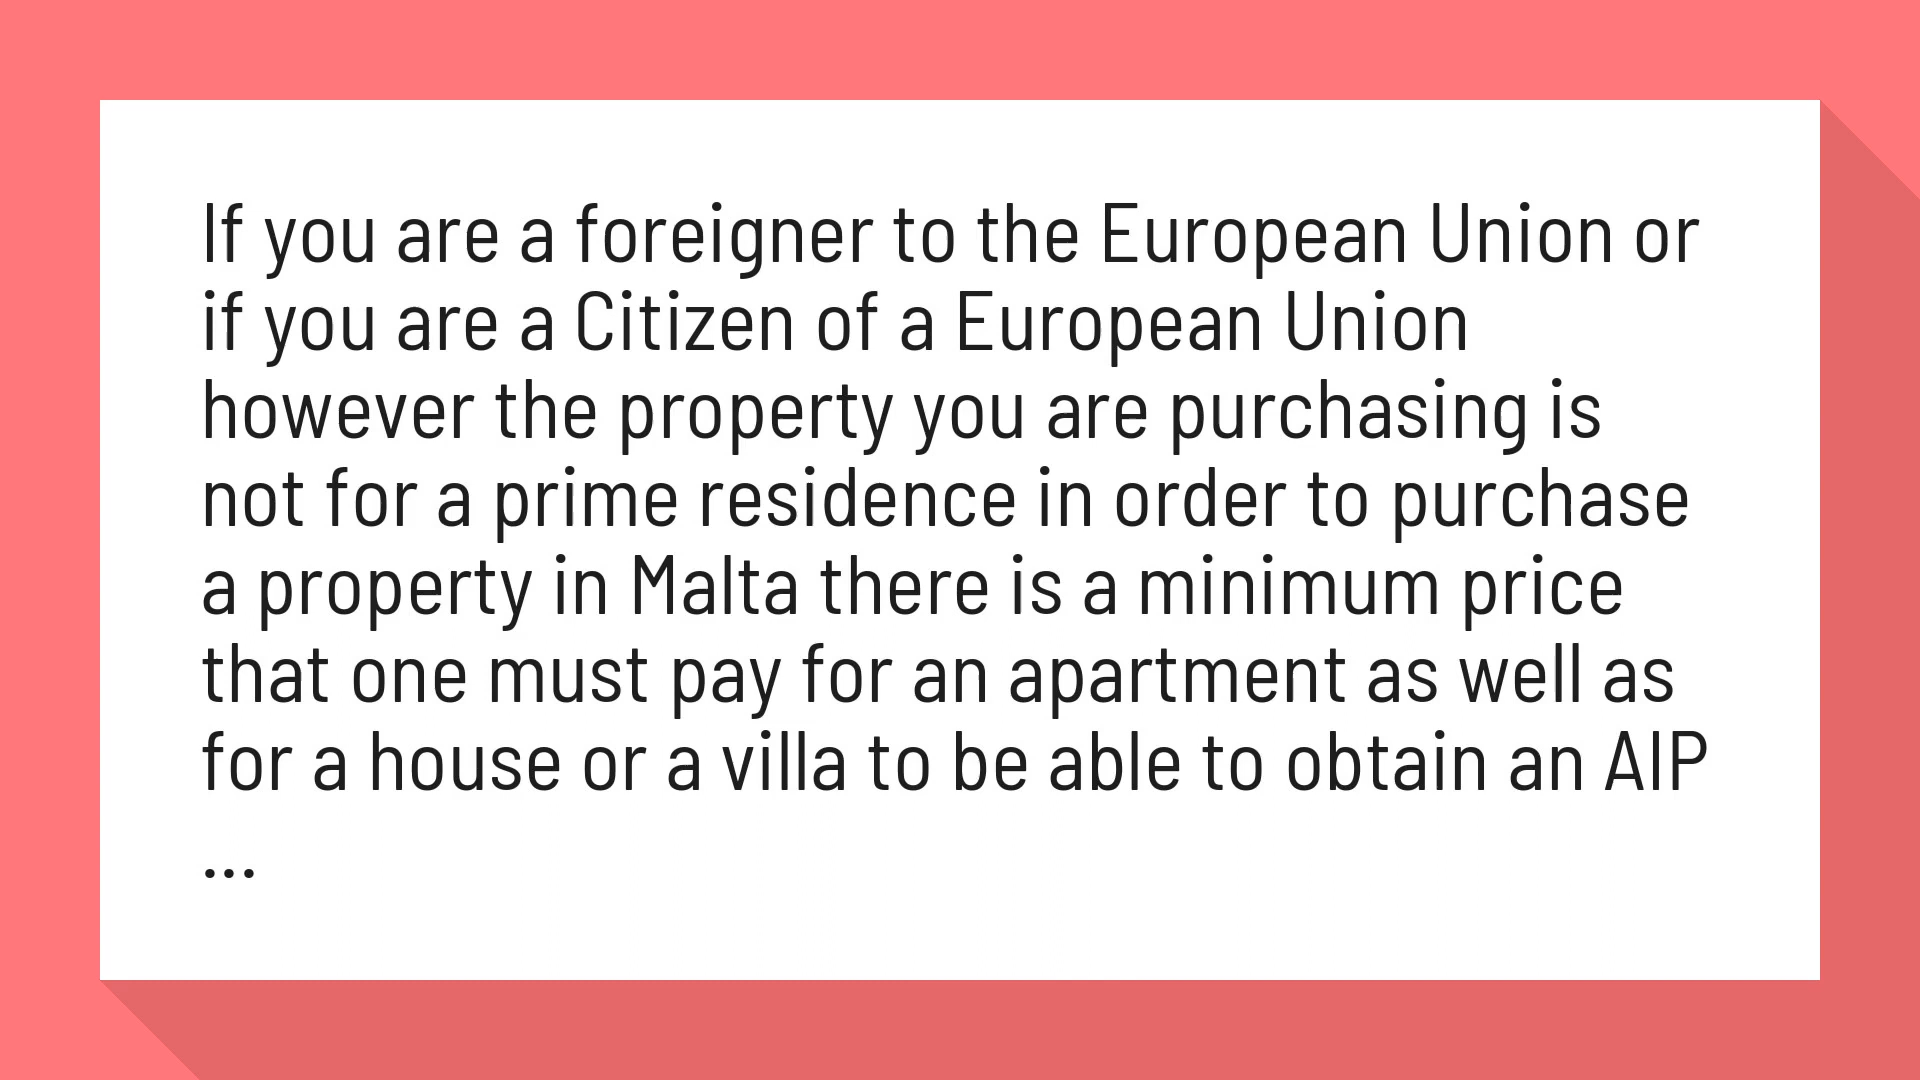 If you are a foreigner to the European Union or
if you are a Citizen of a European Union
however the property you are purchasing is
not for a prime residence in order to purchase
a property in Malta there is a minimum price
that one must pay for an apartment as well as
for a house or a villa to be able to obtain an AIP
...